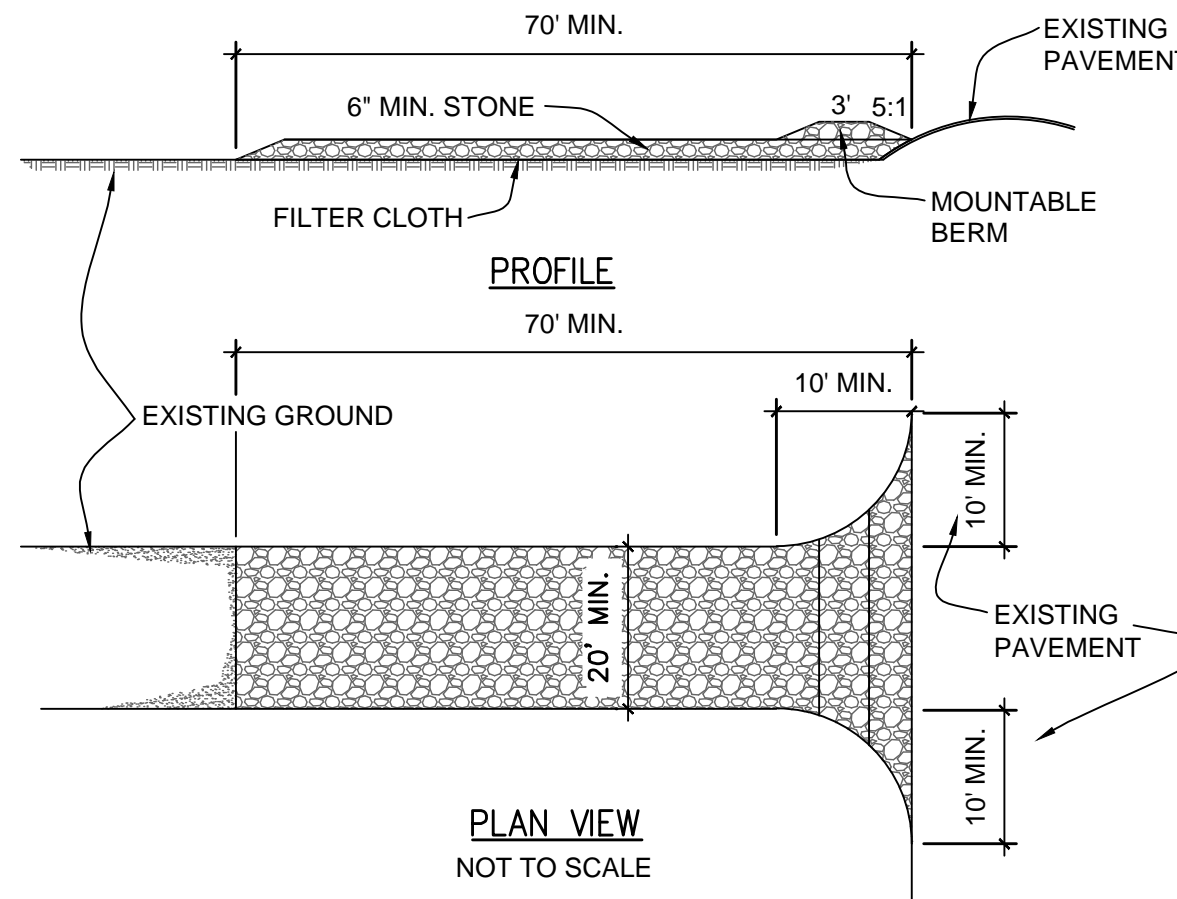 70' MIN.
EXISTING
PAVEMENT
6" MIN. STONE
3' 5:1
FILTER CLOTH
MOUNTABLE
BERM
PROFILE
70' MIN.
10' MIN.
EXISTING GROUND
10' MIN.
20' MIN.
EXISTING
PAVEMENT
10' MIN.
PLAN VIEW
NOT TO SCALE